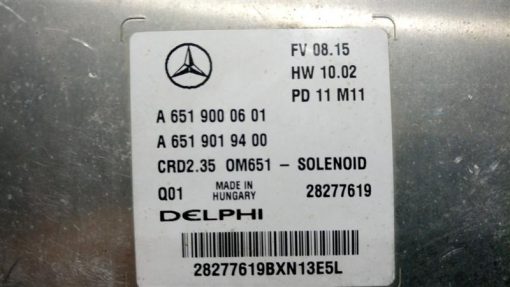 FV 08.15
HW 10.02
PD 11 M11
A 651 900 06 01
A 651 901 94 00
CRD2.35 OM651 - SOLENOID
Q01 MADE IN HUNGARY 28277619
DELPHI
28277619BXN13E5L